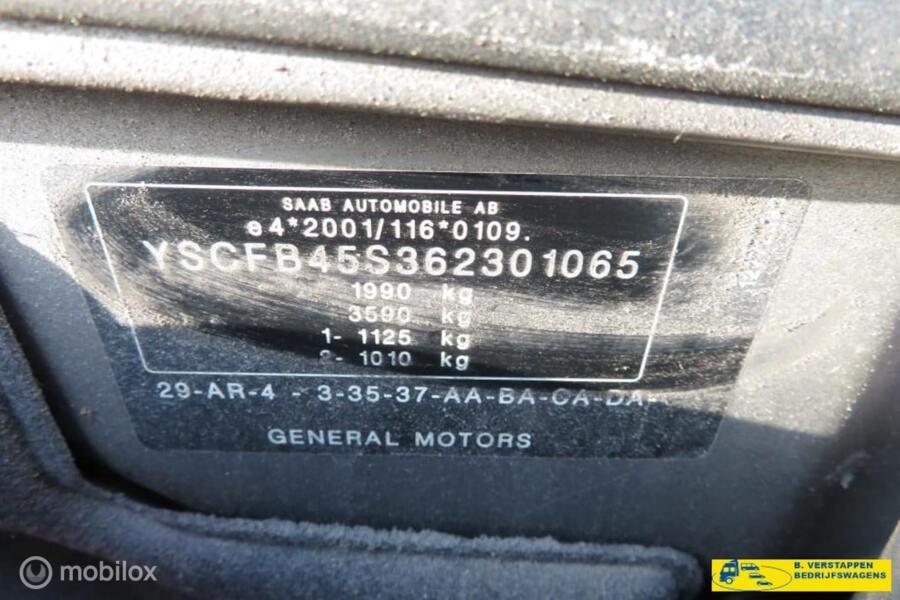 SAAB AUTOMOBILE AB
e4*2001/116*0109.
YSCFB45S362301065
1990 kg
3590 kg
1- 1125 kg
2- 1010 kg
29-AR-4 - 3-35-37-AA-BA-CA-DA-
GENERAL MOTORS
mobilox
B. VERSTAPPEN
BEDRIJFSWAGENS